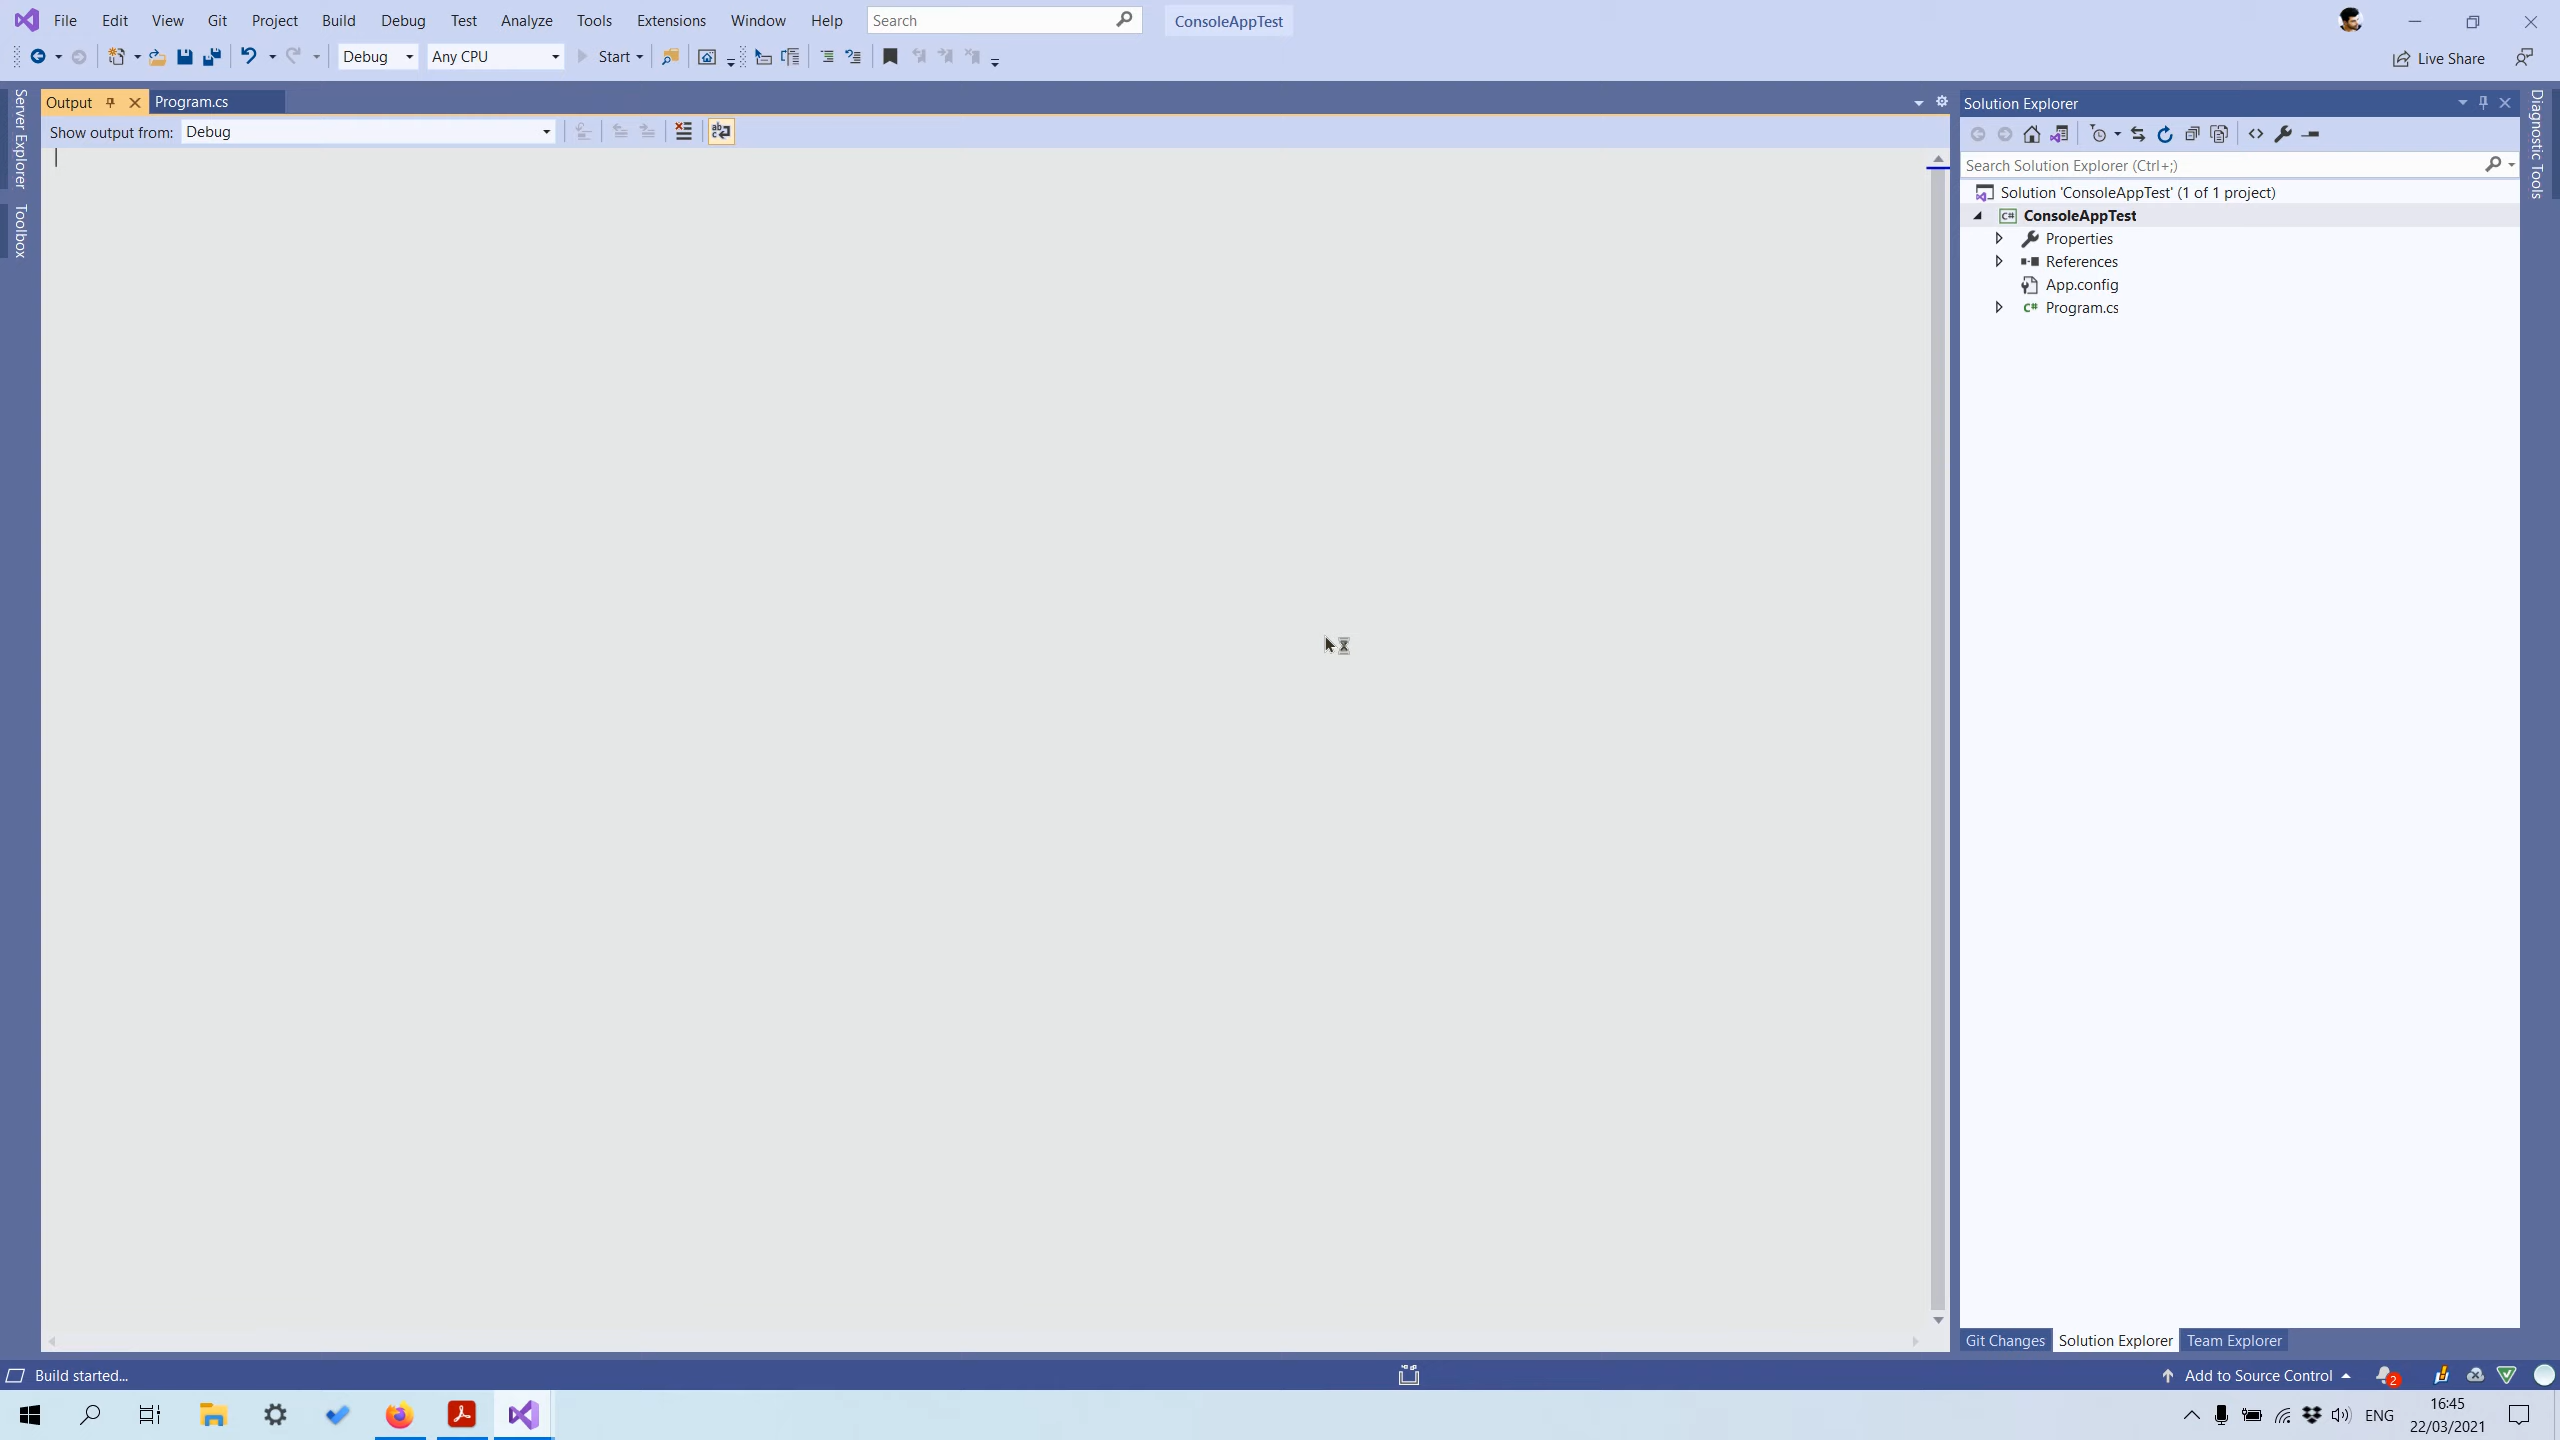 File Edit View Git Project Build Debug Test Analyze Tools Extensions Window Help Search ConsoleAppTest
Debug Any CPU Start Live Share
Server Explorer
Toolbox
Output Program.cs
Show output from: Debug
Solution Explorer
Search Solution Explorer (Ctrl+;)
Solution 'ConsoleAppTest' (1 of 1 project)
C# ConsoleAppTest
Properties
References
App.config
C# Program.cs
Diagnostic Tools
Git Changes Solution Explorer Team Explorer
Build started... Add to Source Control 2
ENG
16:45
22/03/2021